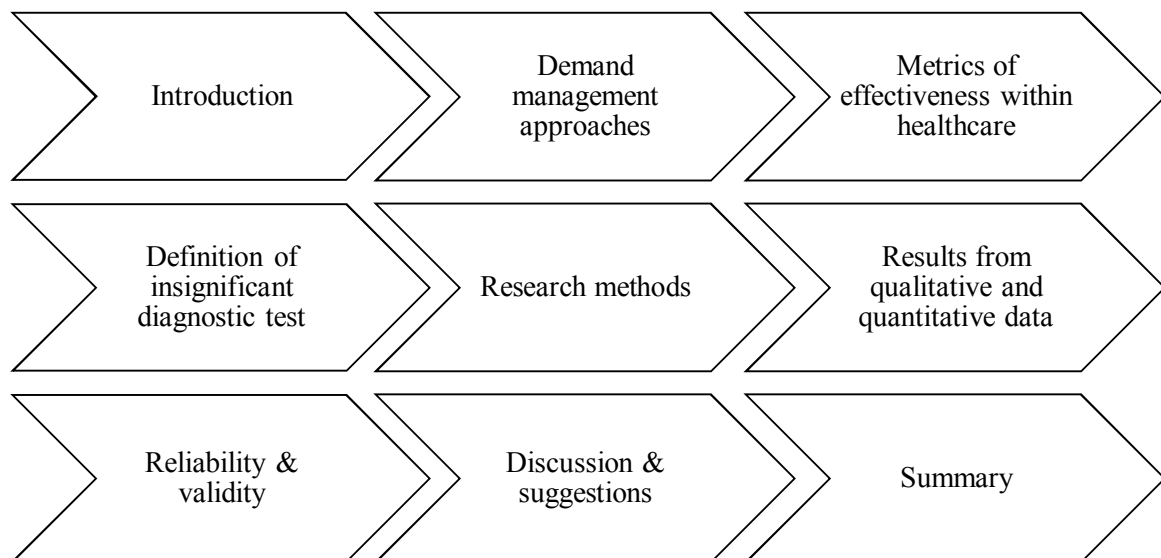 Introduction
Demand
management
approaches
Metrics of
effectiveness within
healthcare
Definition of
insignificant
diagnostic test
Research methods
Results from
qualitative and
quantitative data
Reliability &
validity
Discussion &
suggestions
Summary